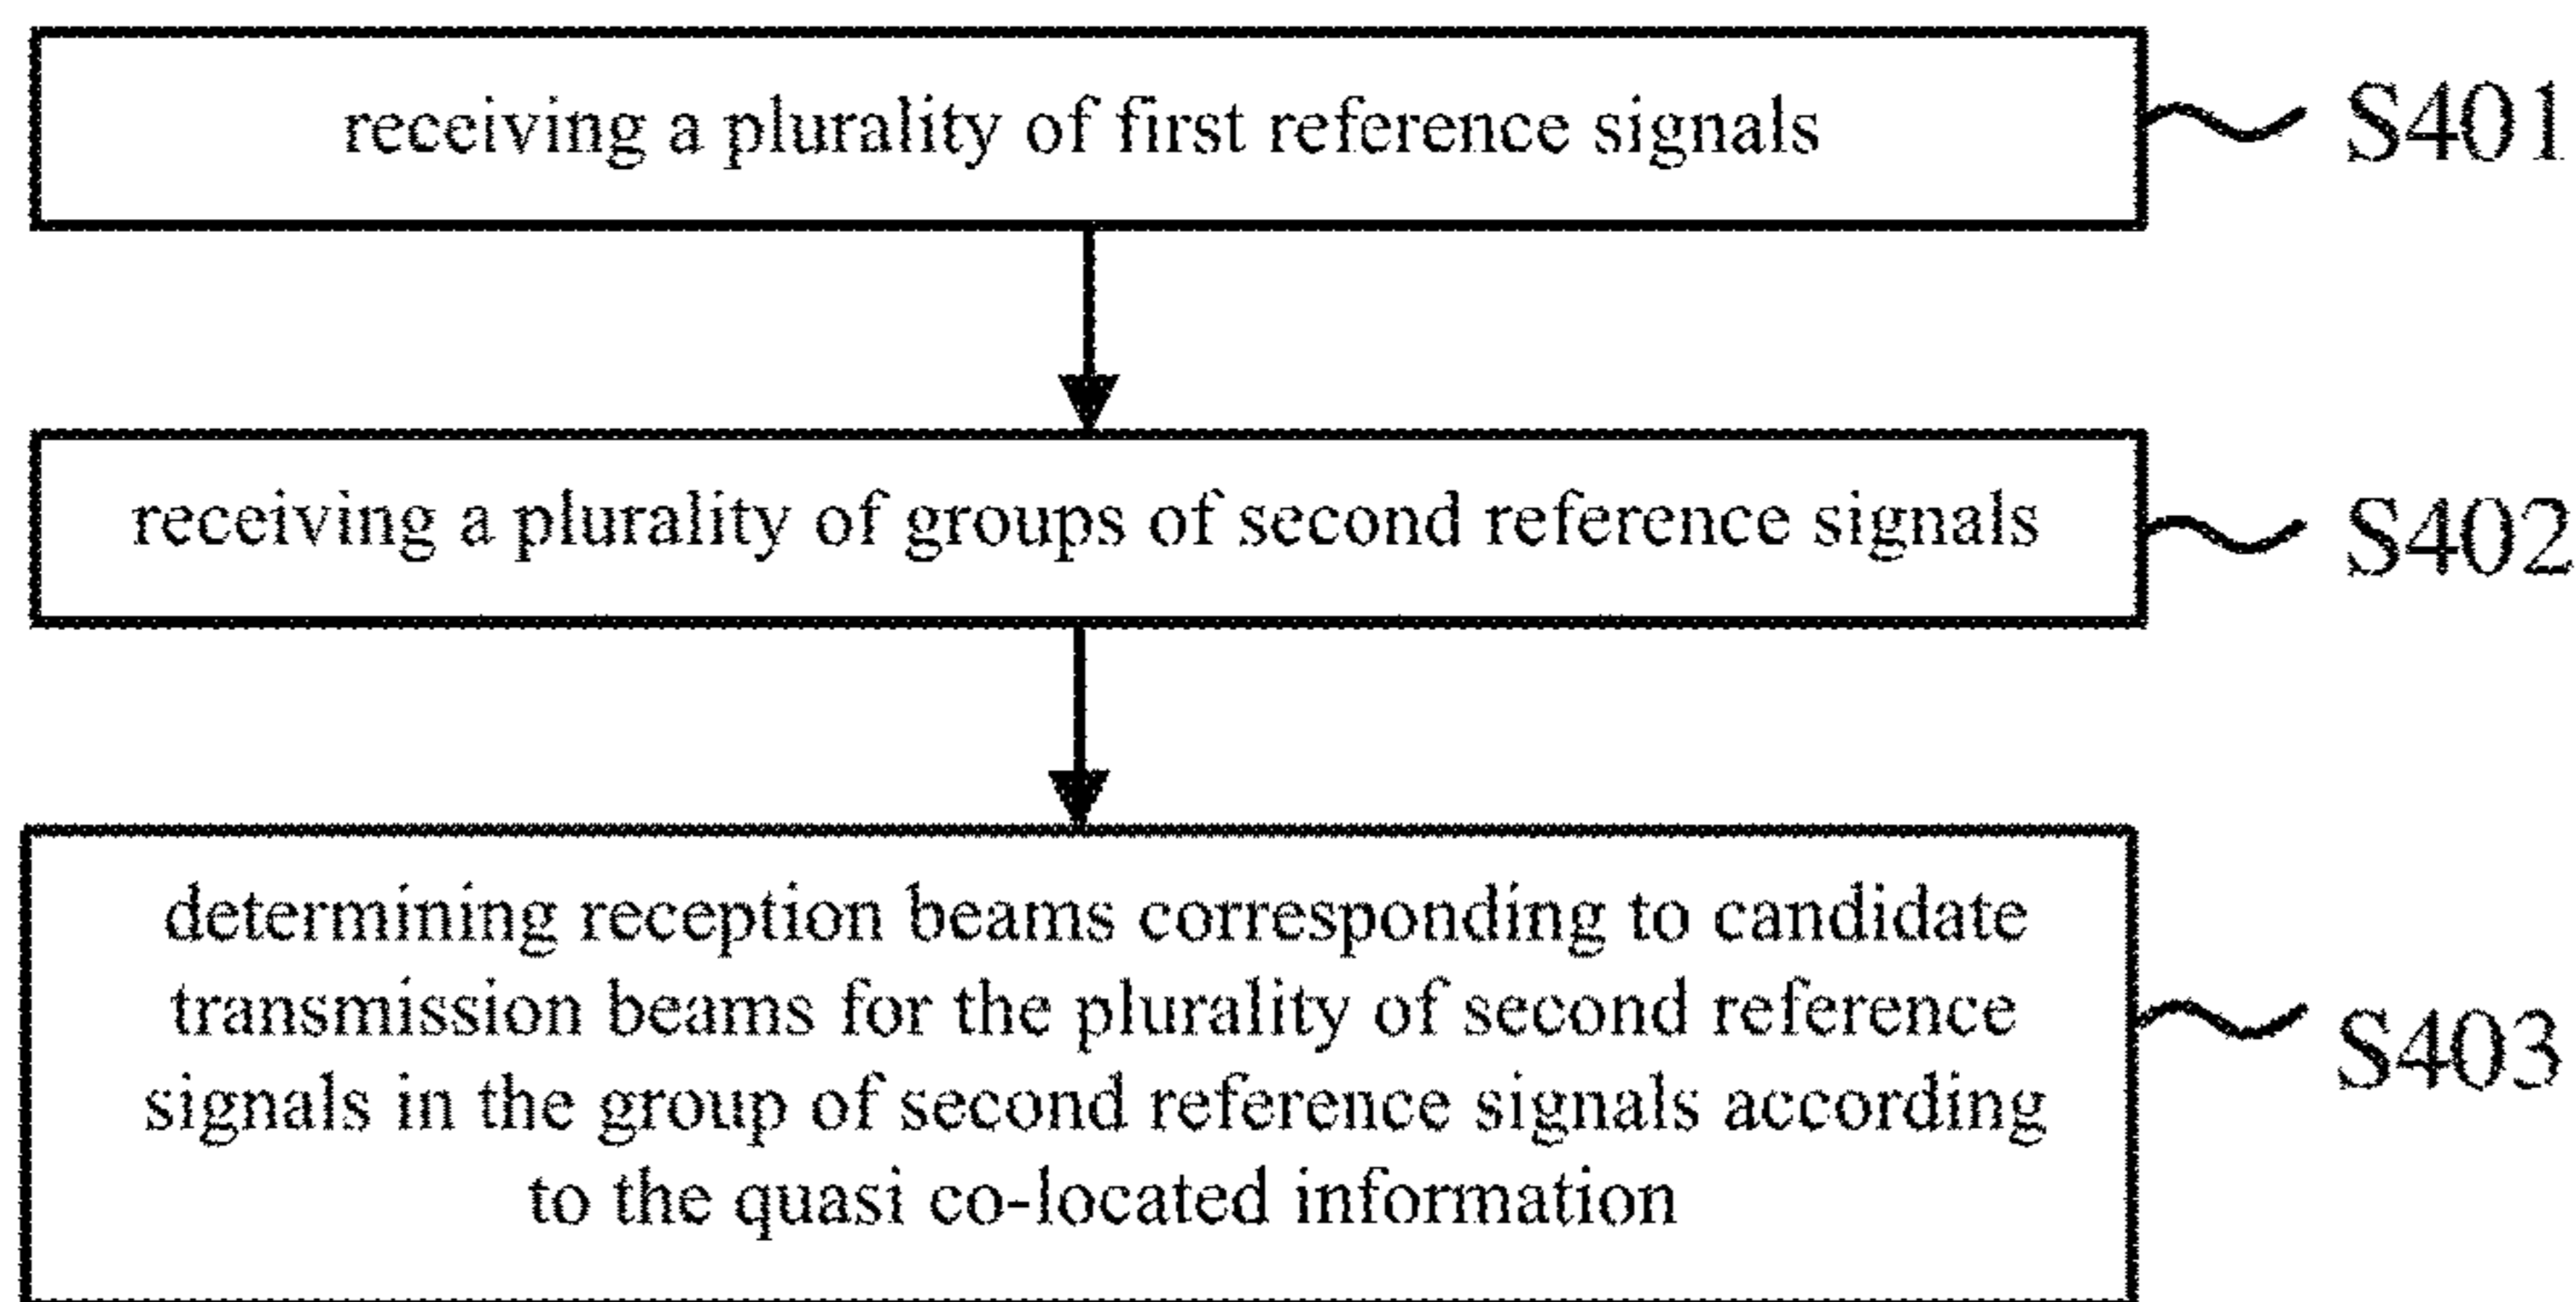 receiving a plurality of first reference signals
S401
receiving a plurality of groups of second reference signals
S402
determining reception beams corresponding to candidate
transmission beams for the plurality of second reference
signals in the group of second reference signals according
to the quasi co-located information
S403